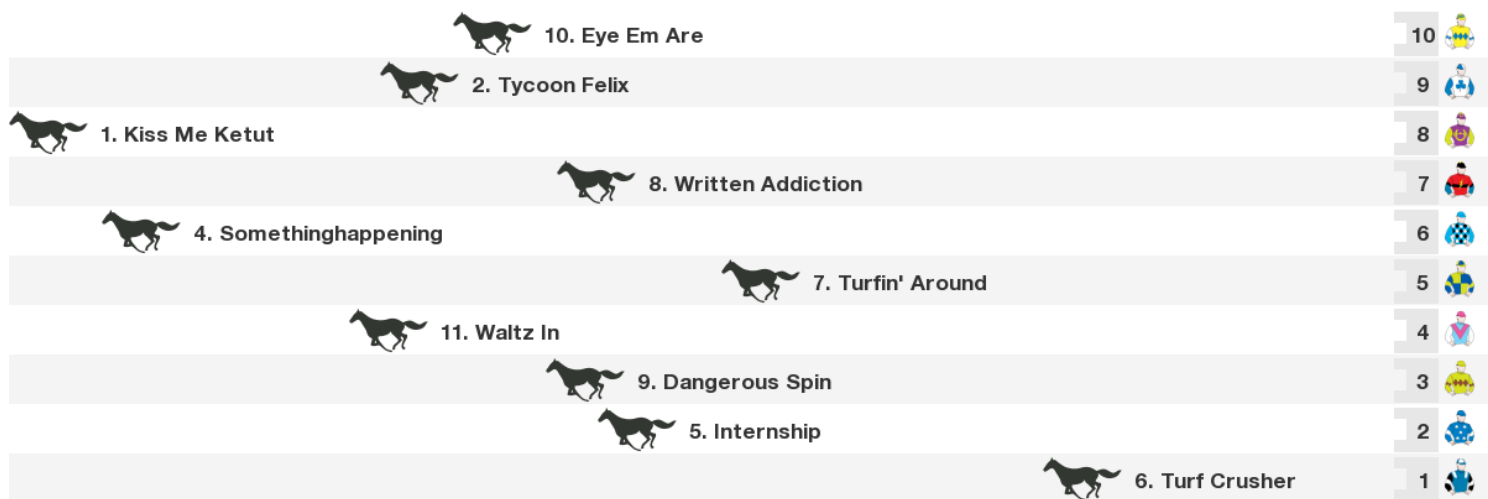 10. Eye Em Are 10
2. Tycoon Felix 9
1. Kiss Me Ketut 8
8. Written Addiction 7
4. Somethinghappening 6
7. Turfin' Around 5
11. Waltz In 4
9. Dangerous Spin 3
5. Internship 2
6. Turf Crusher 1